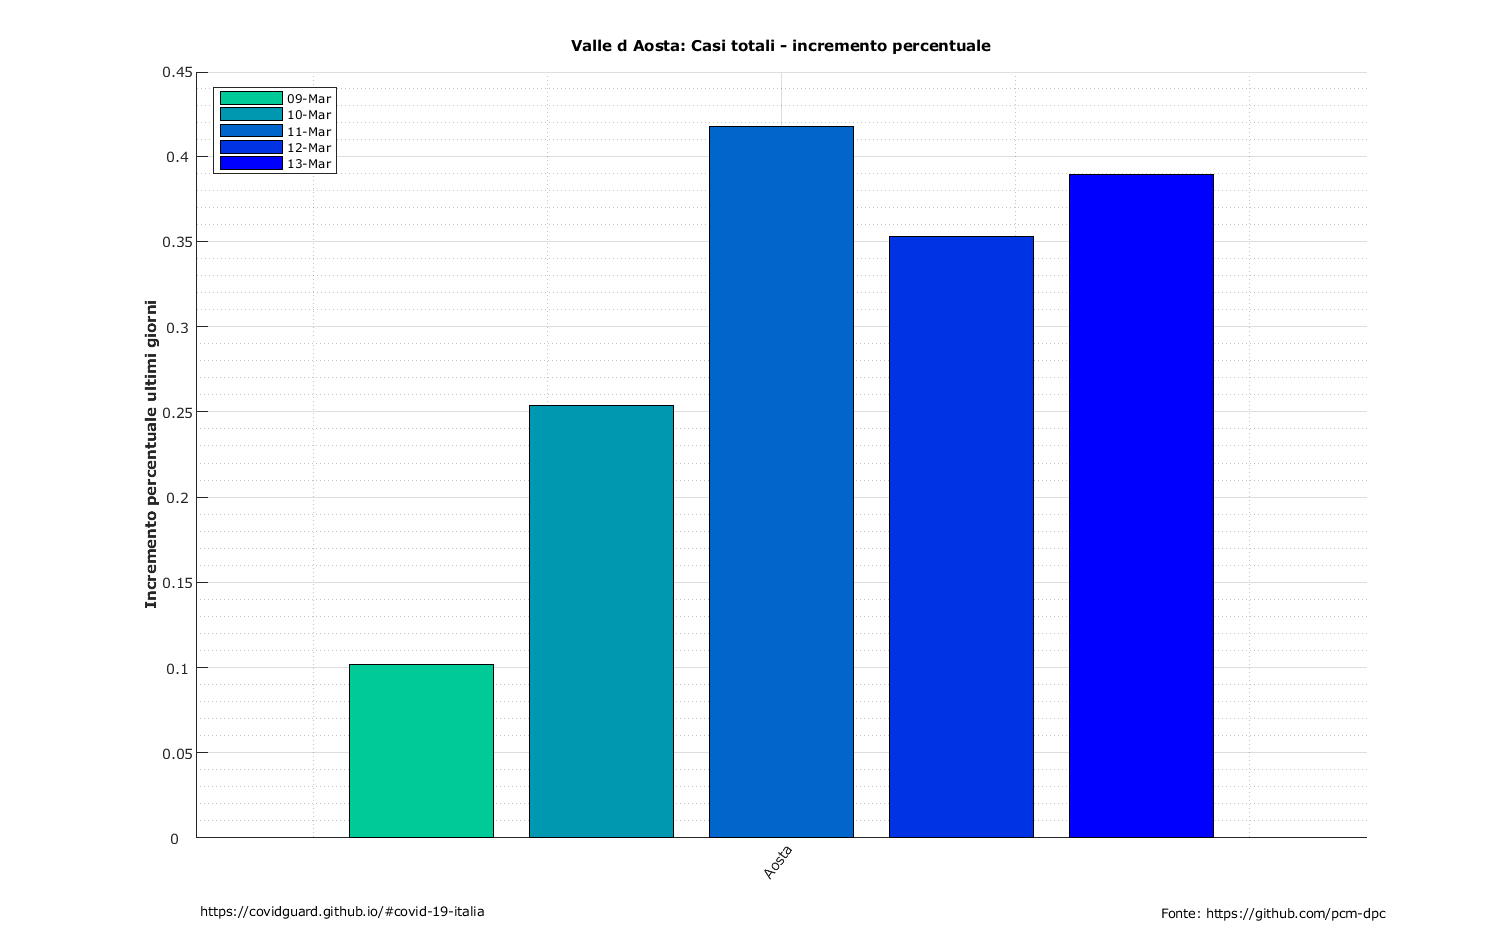 Valle d Aosta: Casi totali - incremento percentuale
0.45
0.4
0.35
0.3
0.25
0.2
0.15
0.1
0.05
0
Incremento percentuale ultimi giorni
09-Mar
10-Mar
11-Mar
12-Mar
13-Mar
Aosta
https://covidguard.github.io/#covid-19-italia
Fonte: https://github.com/pcm-dpc